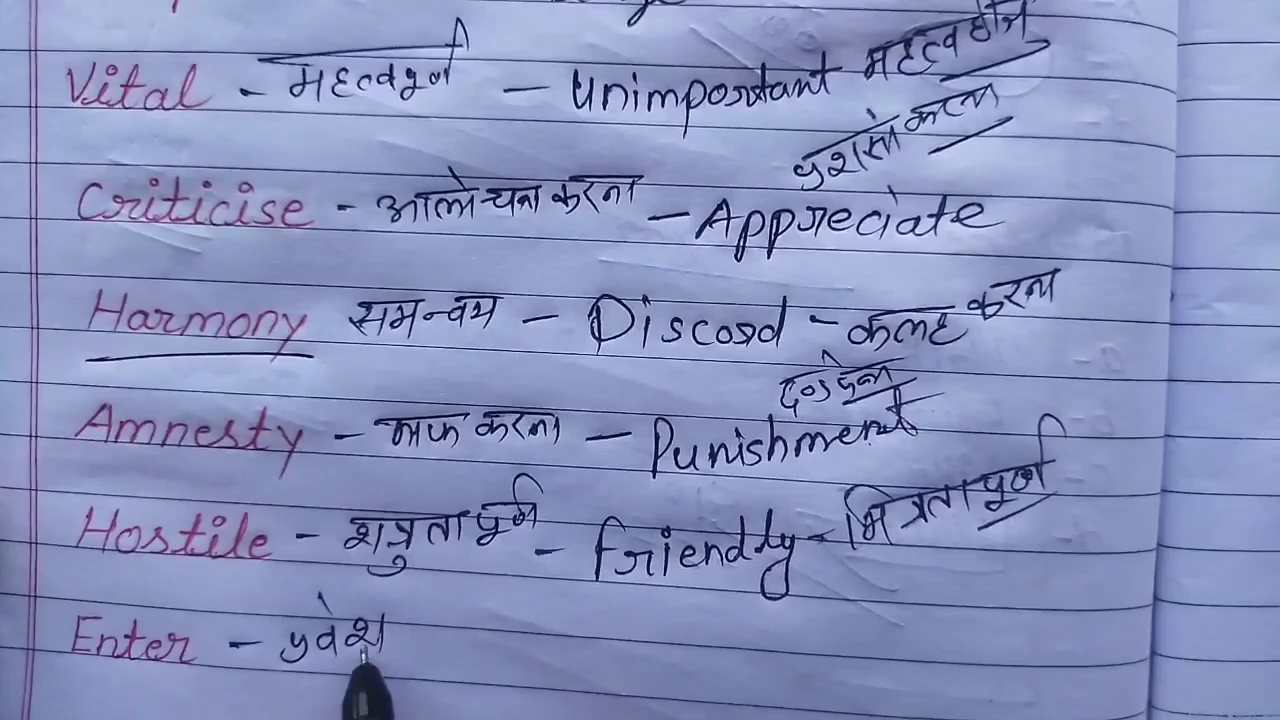 Vital - महत्वपूर्ण - Unimportant महत्वहीन
Criticise - आलोचना करना - Appreciate प्रशंसा करना
Harmony समन्वय - Discord - कलह करना
Amnesty - माफ करना - Punishment दण्ड देना
Hostile - शत्रुतापूर्ण - friendly - मित्रतापूर्ण
Enter - प्रवेश